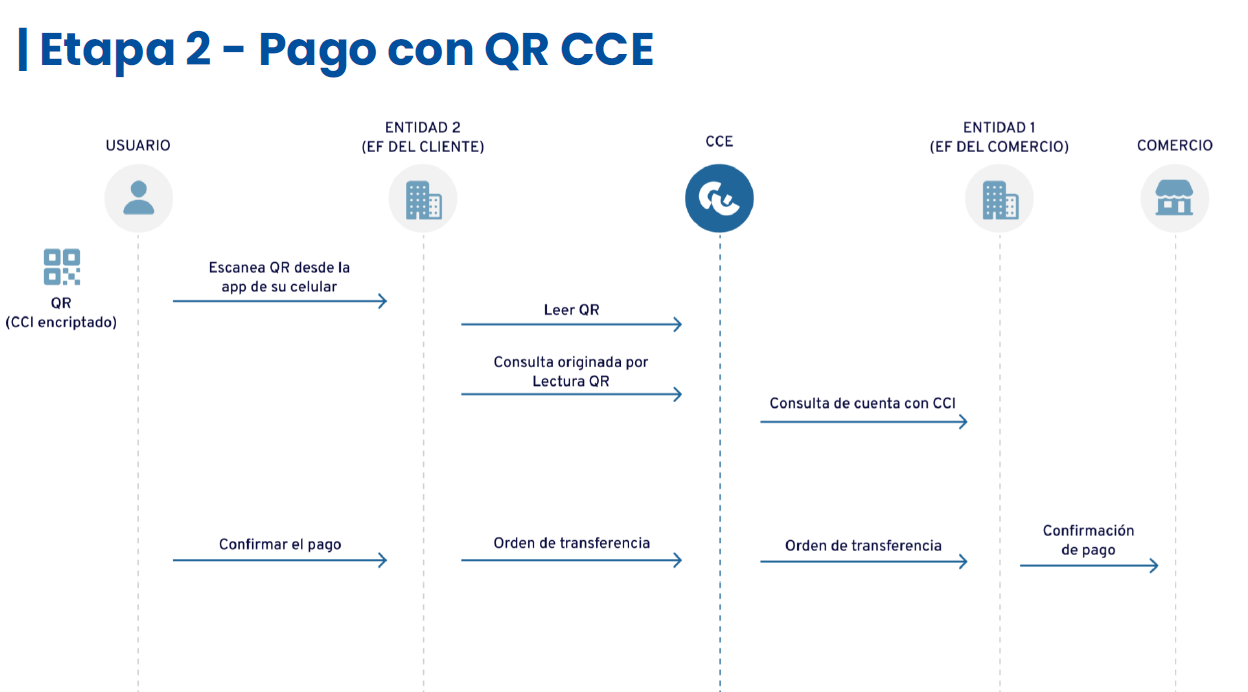 Etapa 2 - Pago con QR CCE
USUARIO
ENTIDAD 2
(EF DEL CLIENTE)
CCE
ENTIDAD 1
(EF DEL COMERCIO)
COMERCIO
QR
(CCI encriptado)
Escanea QR desde la
app de su celular
Leer QR
Consulta originada por
Lectura QR
Consulta de cuenta con CCI
Confirmar el pago
Orden de transferencia
Orden de transferencia
Confirmación
de pago